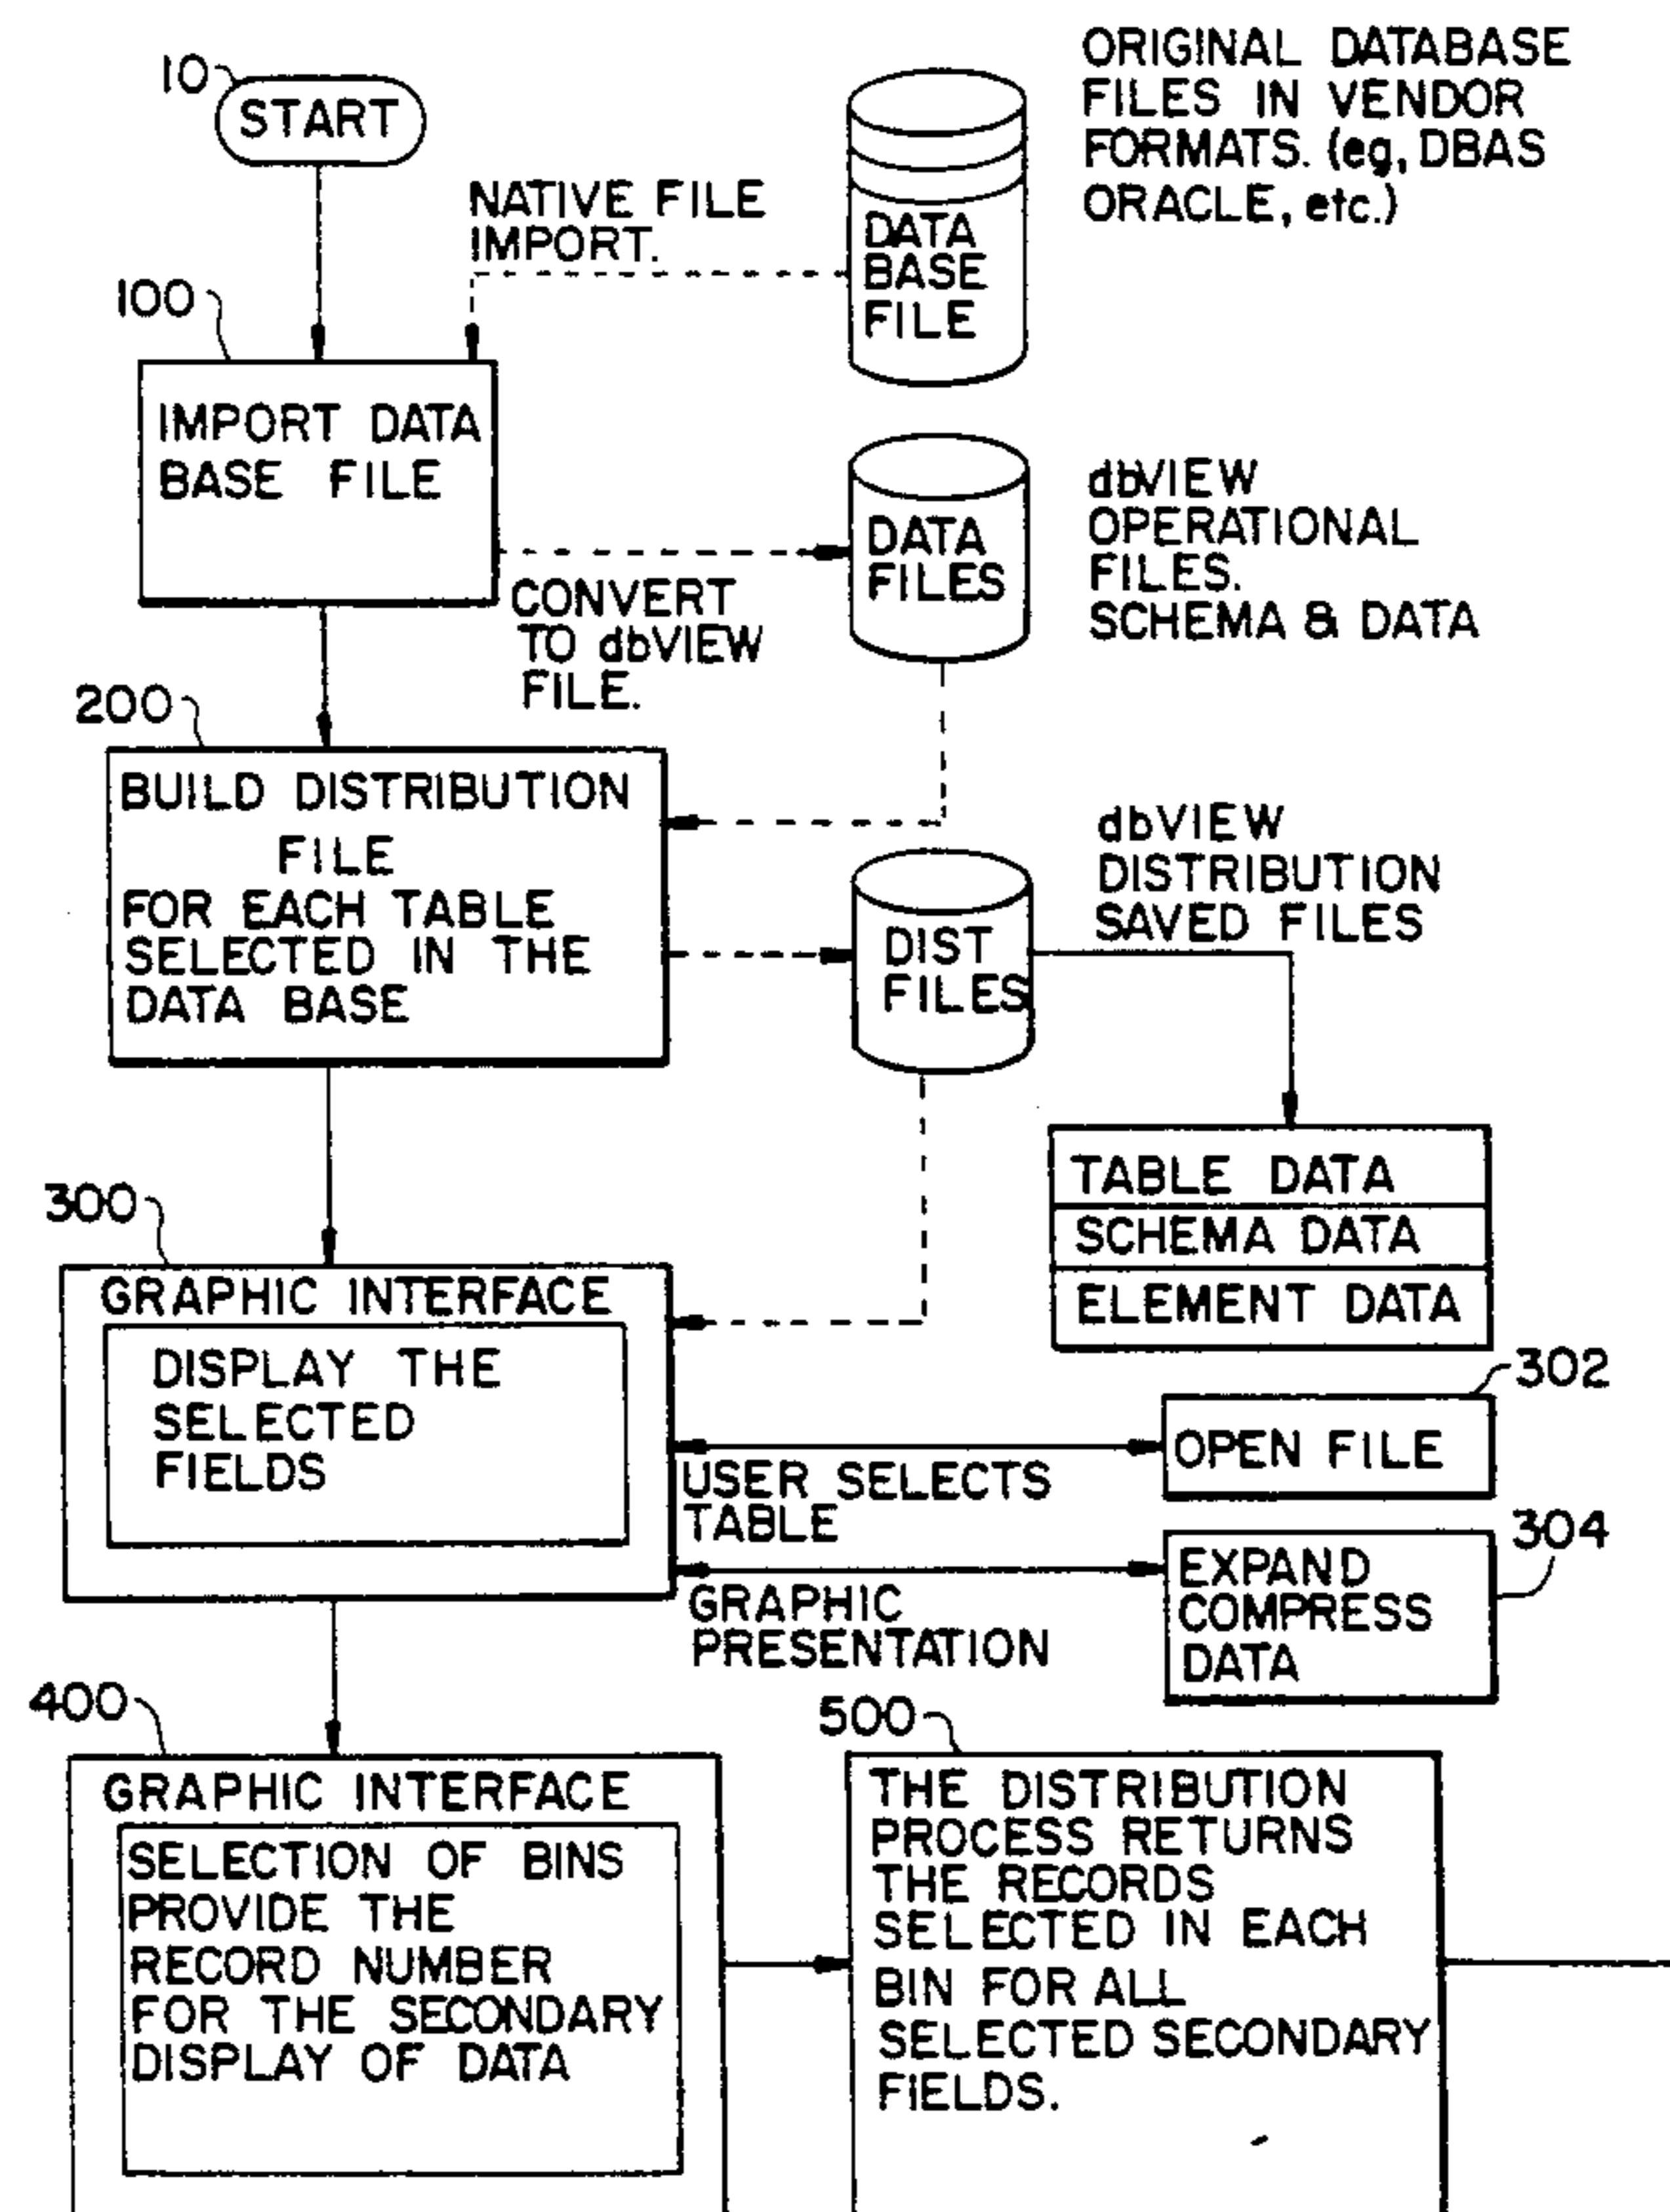 10
START
ORIGINAL DATABASE
FILES IN VENDOR
FORMATS. (eg, DBAS
ORACLE, etc.)
NATIVE FILE
IMPORT.
DATA
BASE
FILE
100
IMPORT DATA
BASE FILE
CONVERT
TO dbVIEW
FILE.
DATA
FILES
dbVIEW
OPERATIONAL
FILES.
SCHEMA & DATA
200
BUILD DISTRIBUTION
FILE
FOR EACH TABLE
SELECTED IN THE
DATA BASE
DIST
FILES
dbVIEW
DISTRIBUTION
SAVED FILES
TABLE DATA
SCHEMA DATA
ELEMENT DATA
300
GRAPHIC INTERFACE
DISPLAY THE
SELECTED
FIELDS
USER SELECTS
TABLE
302
OPEN FILE
GRAPHIC
PRESENTATION
304
EXPAND
COMPRESS
DATA
400
GRAPHIC INTERFACE
SELECTION OF BINS
PROVIDE THE
RECORD NUMBER
FOR THE SECONDARY
DISPLAY OF DATA
500
THE DISTRIBUTION
PROCESS RETURNS
THE RECORDS
SELECTED IN EACH
BIN FOR ALL
SELECTED SECONDARY
FIELDS.